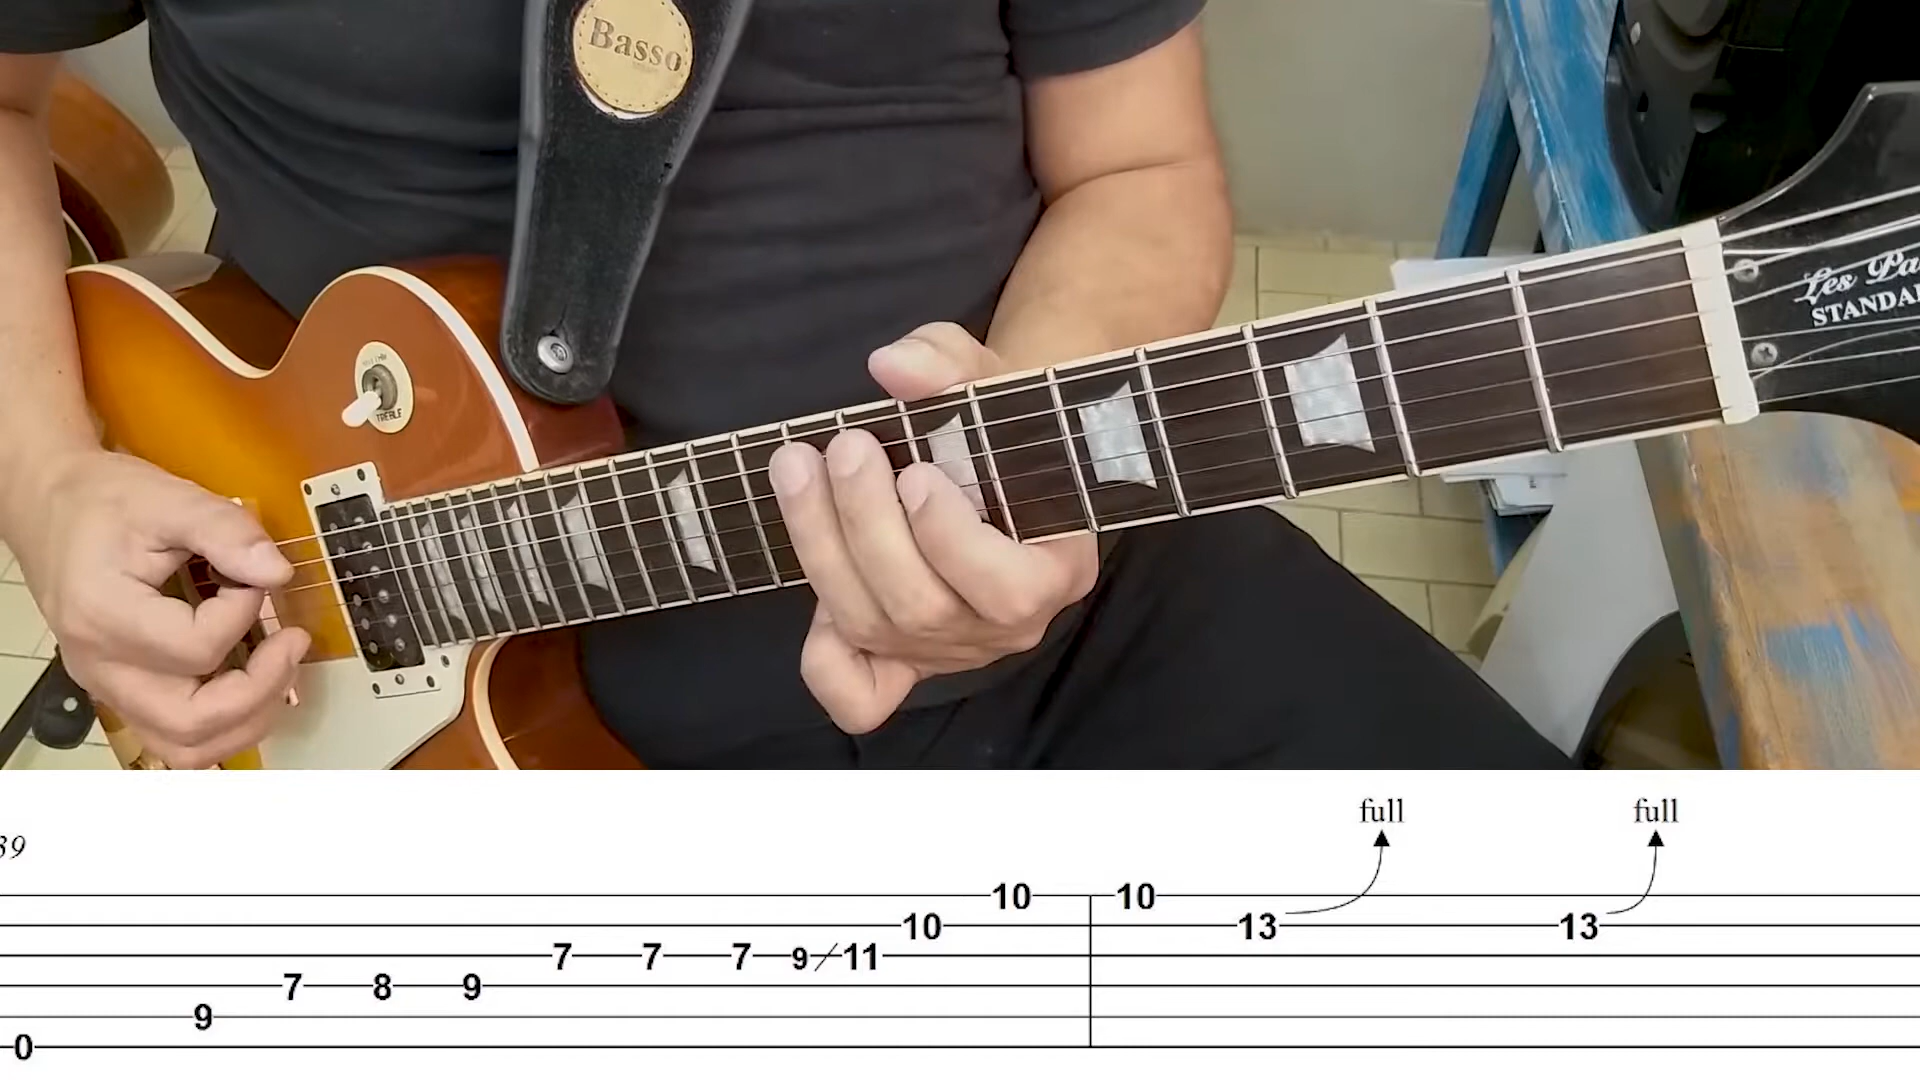 Basso
TREBLE
Les Pa
STANDA
full full
39
10 10
10 13 13
7 7 7 9 11
7 8 9
9
0